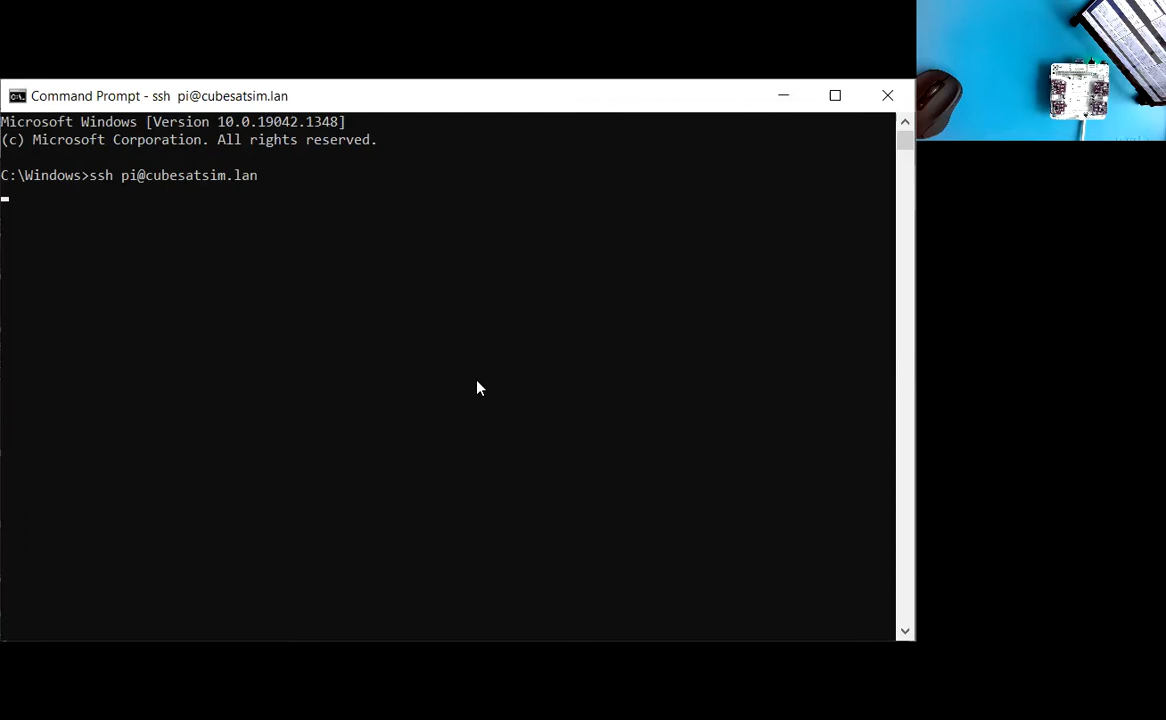 Command Prompt - ssh  pi@cubesatsim.lan
Microsoft Windows [Version 10.0.19042.1348]
(c) Microsoft Corporation. All rights reserved.
C:\Windows>ssh pi@cubesatsim.lan